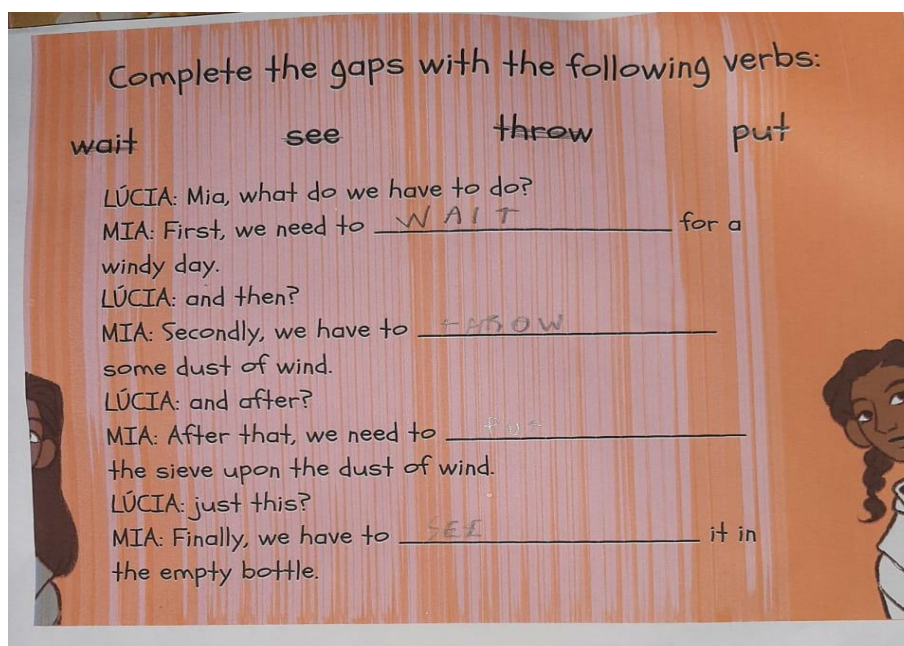 Complete the gaps with the following verbs:
wait see throw put
LÚCIA: Mia, what do we have to do?
MIA: First, we need to WAIT for a
windy day.
LÚCIA: and then?
MIA: Secondly, we have to THROW
some dust of wind.
LÚCIA: and after?
MIA: After that, we need to PUT
the sieve upon the dust of wind.
LÚCIA: just this?
MIA: Finally, we have to SEE it in
the empty bottle.